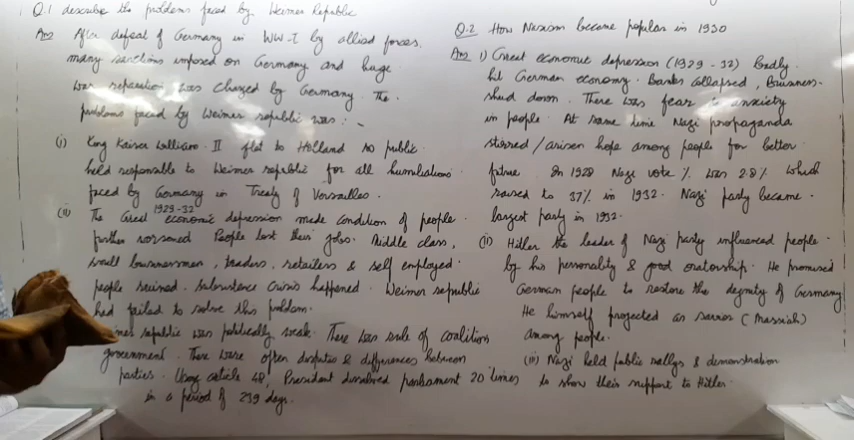 Q.1 describe the problems faced by Weimer Republic
Ans After defeat of Germany in WW-I by allied forces.
many sanctions imposed on Germany and huge
war reparation was charged by Germany. The
problems faced by Weimer republic was :-
(i) King Kaiser William II to Holland so public
held responsible to Weimer republic for all humiliations
faced by Germany in Treaty of Versailles.
1929-32
(ii) The Great economic depression made condition of people
further worsened People lost their jobs. Middle class,
small businessmen, traders, retailers & self employed.
people ruined. Subsistence Crisis happened. Weimer republic
had failed to solve this problem.
republic was politically weak. There was rule of coalition
government. There were often disputes & differences between
parties. Using article 48, President dissolved parliament 20 times
in a period of 239 days.
Q.2 How Nazism became popular in 1930
Ans i) Great economic depression (1929-32) badly
hit German economy. Banks collapsed, Business
shud down. There was fear anxiety
in people. At same time Nazi propaganda
stirred / arisen hope among people for better
future. In 1928 Nazi vote % was 2.8% which
raised to 37% in 1932. Nazi party became
largest party in 1932.
(ii) Hitler the leader of Nazi party influenced people
by his personality & good oratorship. He promised
German people to restore the dignity of Germany
He himself projected as (Massiah)
among people.
(iii) Nazi held public rallys & demonstration
to show their support to Hitler.